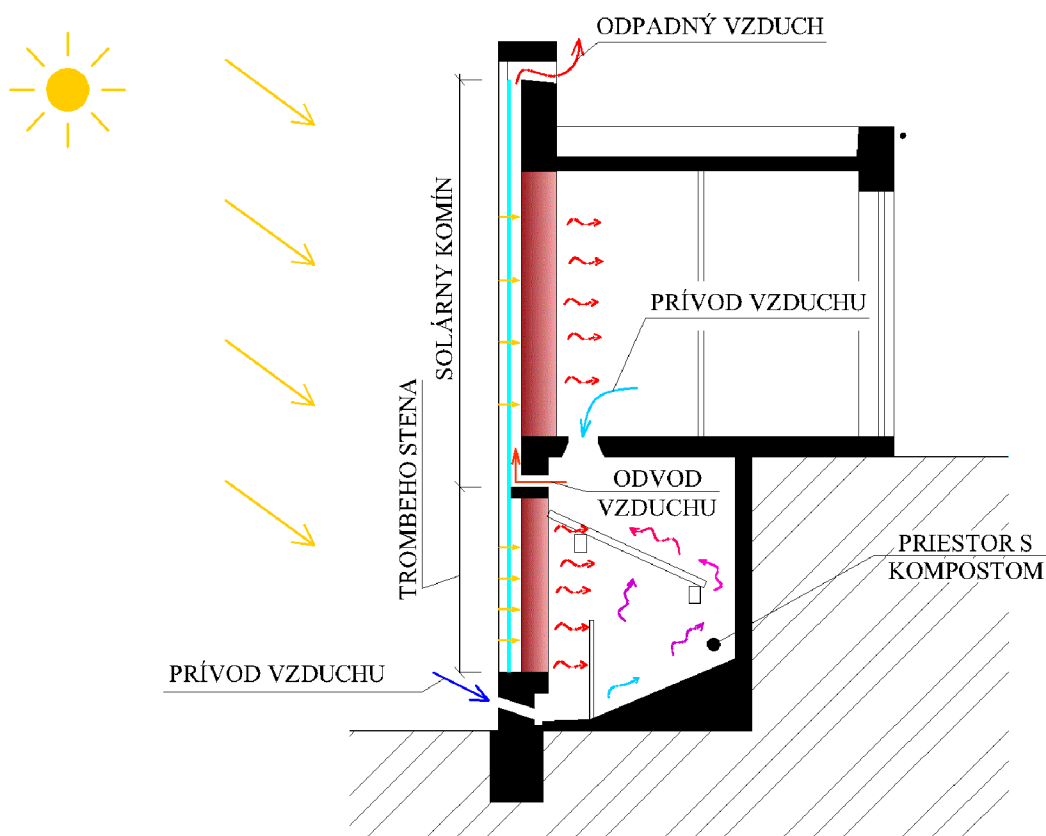 ODPADNÝ VZDUCH
SOLÁRNY KOMÍN
PRÍVOD VZDUCHU
TROMBEHO STENA
ODVOD
VZDUCHU
PRIESTOR S
KOMPOSTOM
PRÍVOD VZDUCHU